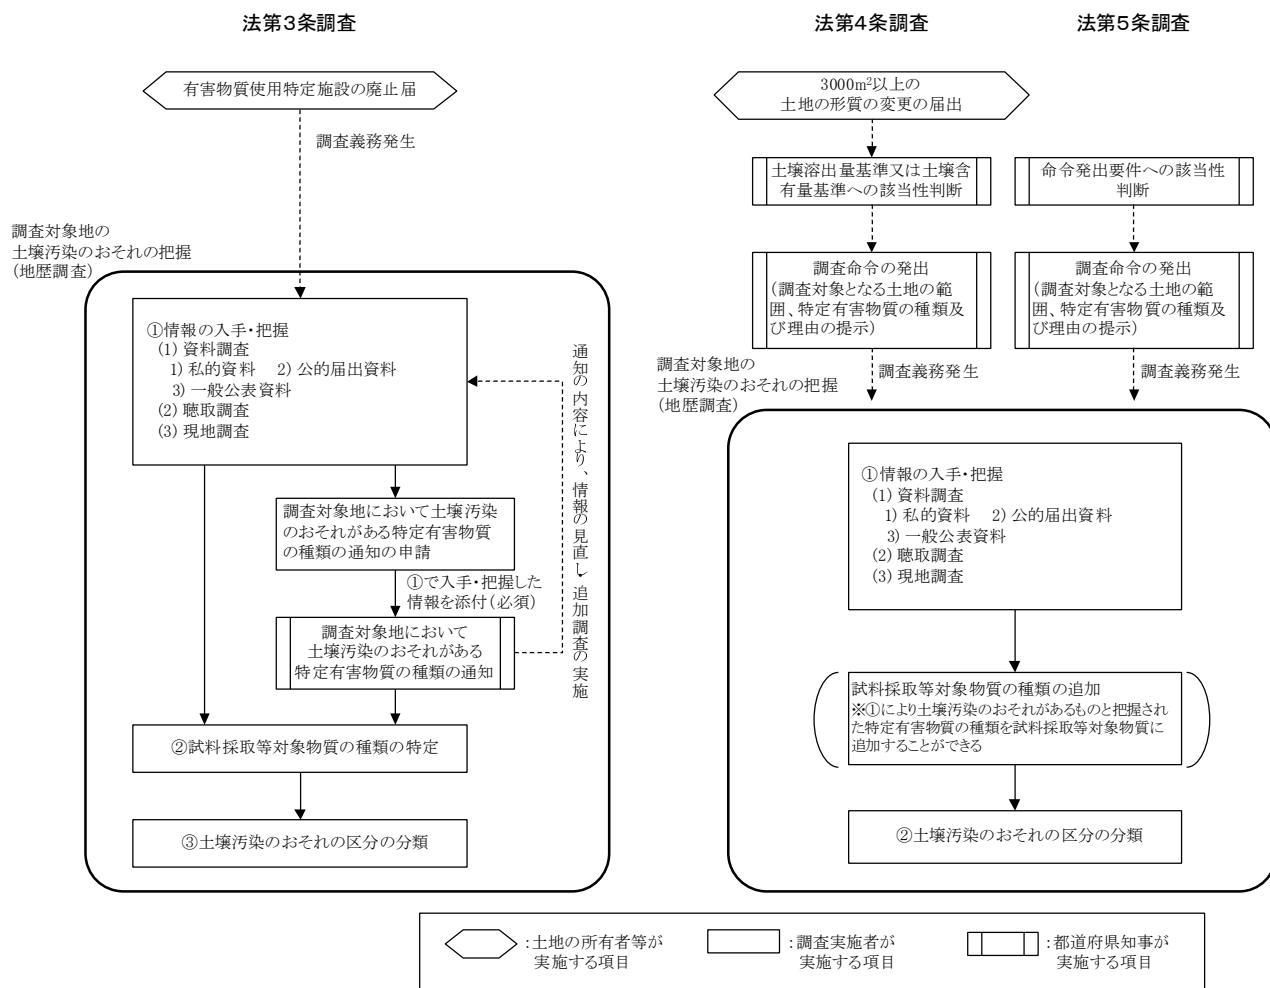 法第3条調査
有害物質使用特定施設の廃止届
調査義務発生
調査対象地の
土壌汚染のおそれの把握
(地歴調査)
①情報の入手・把握
(1) 資料調査
1) 私的資料 2) 公的届出資料
3) 一般公表資料
(2) 聴取調査
(3) 現地調査
調査対象地において土壌汚染
のおそれがある特定有害物質
の種類の通知の申請
①で入手・把握した
情報を添付(必須)
調査対象地において
土壌汚染のおそれがある
特定有害物質の種類の通知
通知の内容により、情報の見直し・追加調査の実施
②試料採取等対象物質の種類の特定
③土壌汚染のおそれの区分の分類
法第4条調査
法第5条調査
3000m²以上の
土地の形質の変更の届出
土壌溶出量基準又は土壌含
有量基準への該当性判断
命令発出要件への該当性
判断
調査命令の発出
(調査対象となる土地の範
囲、特定有害物質の種類及
び理由の提示)
調査命令の発出
(調査対象となる土地の範
囲、特定有害物質の種類及
び理由の提示)
調査義務発生
調査義務発生
調査対象地の
土壌汚染のおそれの把握
(地歴調査)
①情報の入手・把握
(1) 資料調査
1) 私的資料 2) 公的届出資料
3) 一般公表資料
(2) 聴取調査
(3) 現地調査
試料採取等対象物質の種類の追加
※①により土壌汚染のおそれがあるものと把握され
た特定有害物質の種類を試料採取等対象物質に
追加することができる
②土壌汚染のおそれの区分の分類
:土地の所有者等が
実施する項目
:調査実施者が
実施する項目
:都道府県知事が
実施する項目